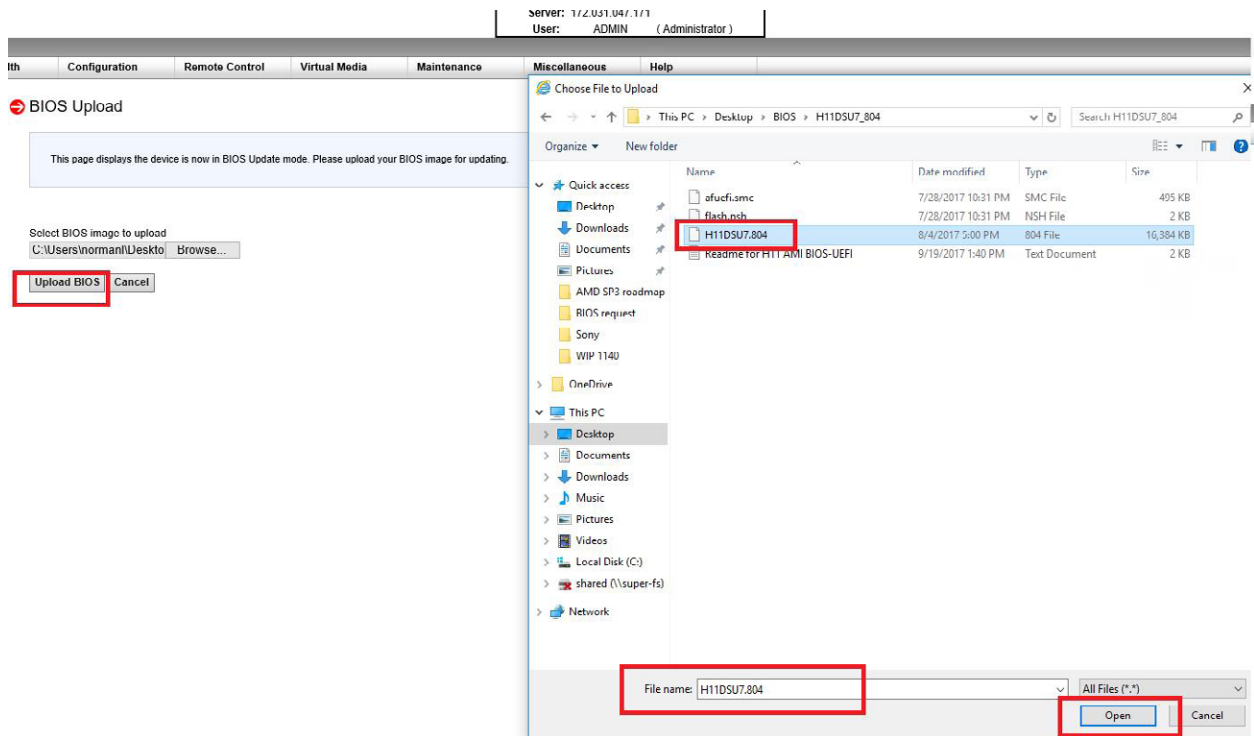 Server: 172.031.047.171
User: ADMIN ( Administrator )
lth Configuration Remote Control Virtual Media Maintenance Miscellaneous Help
BIOS Upload
This page displays the device is now in BIOS Update mode. Please upload your BIOS image for updating.
Select BIOS image to upload
C:\Users\normanl\Deskto Browse...
Upload BIOS Cancel
Choose File to Upload
This PC > Desktop > BIOS > H11DSU7_804
Search H11DSU7_804
Organize New folder
Name Date modified Type Size
afuefi.smc 7/28/2017 10:31 PM SMC File 495 KB
flash.nsh 7/28/2017 10:31 PM NSH File 2 KB
H11DSU7.804 8/4/2017 5:00 PM 804 File 16,384 KB
Readme for H11 AMI BIOS-UEFI 9/19/2017 1:40 PM Text Document 2 KB
Quick access
Desktop
Downloads
Documents
Pictures
AMD SP3 roadmap
BIOS request
Sony
WIP 1140
OneDrive
This PC
Desktop
Documents
Downloads
Music
Pictures
Videos
Local Disk (C:)
shared (\\super-fs)
Network
File name: H11DSU7.804 All Files (*.*)
Open Cancel